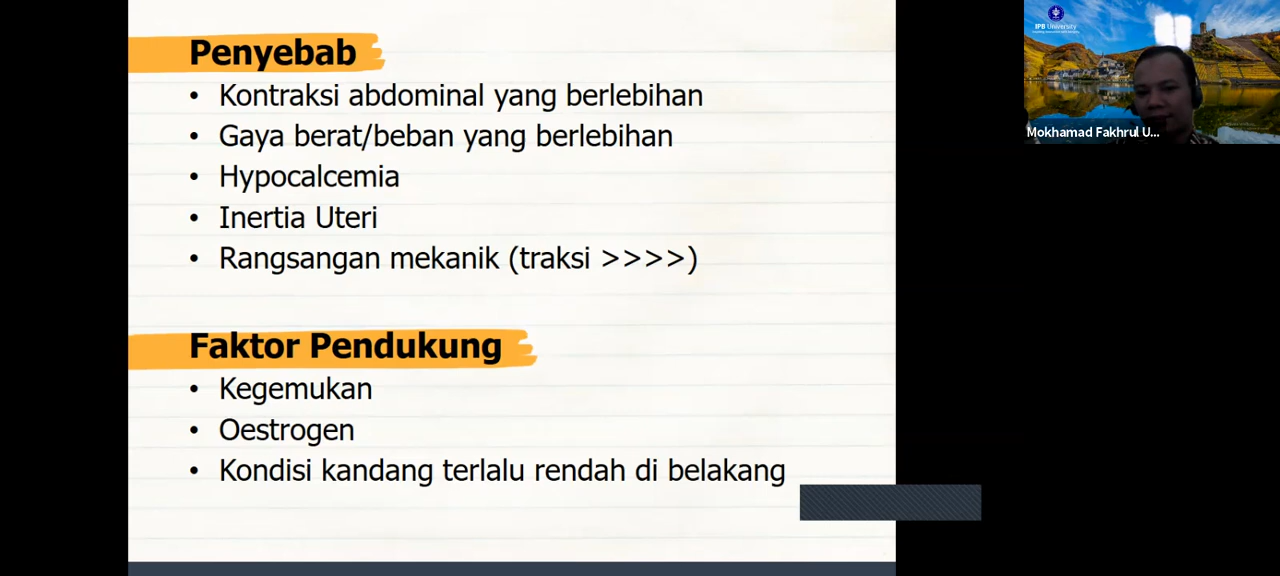 Penyebab
• Kontraksi abdominal yang berlebihan
• Gaya berat/beban yang berlebihan
• Hypocalcemia
• Inertia Uteri
• Rangsangan mekanik (traksi >>>>)
Faktor Pendukung
• Kegemukan
• Oestrogen
• Kondisi kandang terlalu rendah di belakang
IPB University
Mokhamad Fakhrul U...